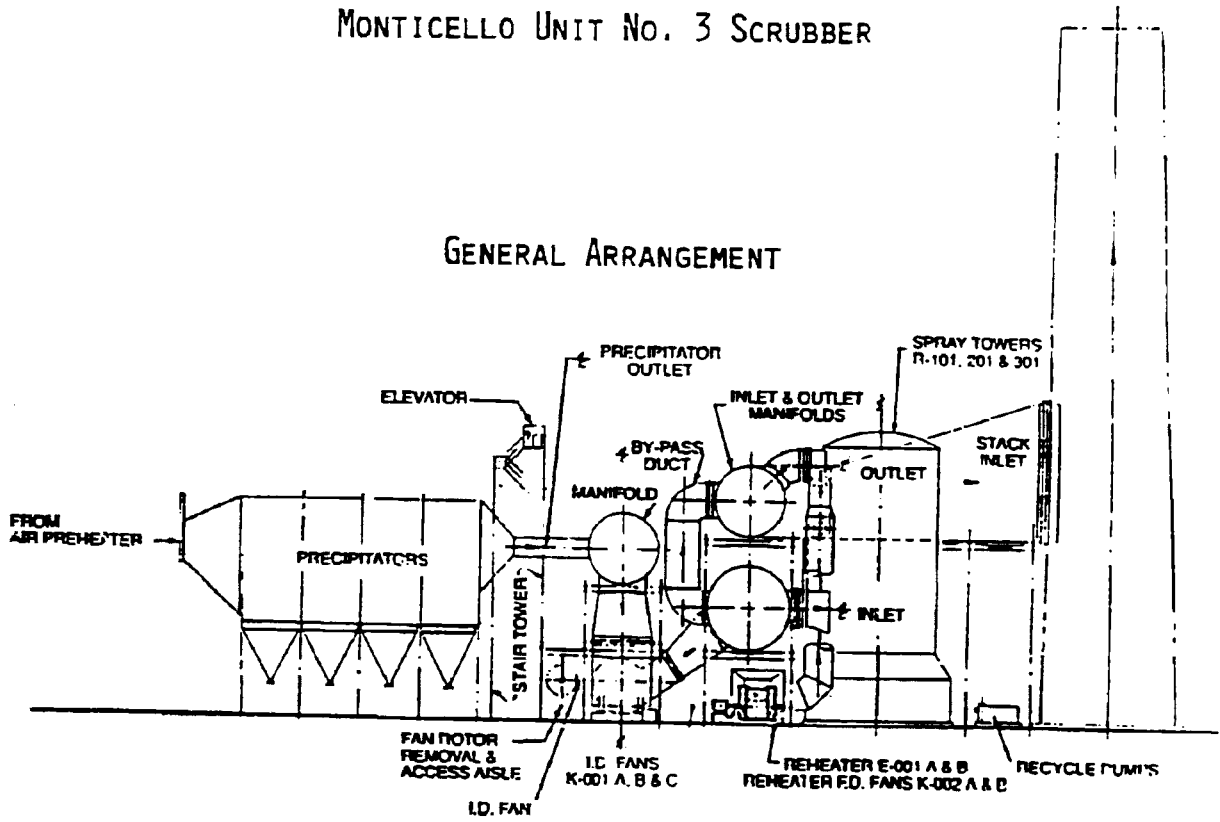 MONTICELLO UNIT NO. 3 SCRUBBER
GENERAL ARRANGEMENT
SPRAY TOWERS
R-101, 201 & 301
PRECIPITATOR
OUTLET
ELEVATOR
INLET & OUTLET
MANIFOLDS
BY-PASS
DUCT
STACK
INLET
OUTLET
MANIFOLD
FROM
AIR PREHEATER
PRECIPITATORS
STAIR TOWER
INLET
FAN ROTOR
REMOVAL &
ACCESS AISLE
I.D. FANS
K-001 A, B & C
REHEATER E-001 A & B
REHEATER F.D. FANS K-002 A & B
RECYCLE PUMPS
I.D. FAN